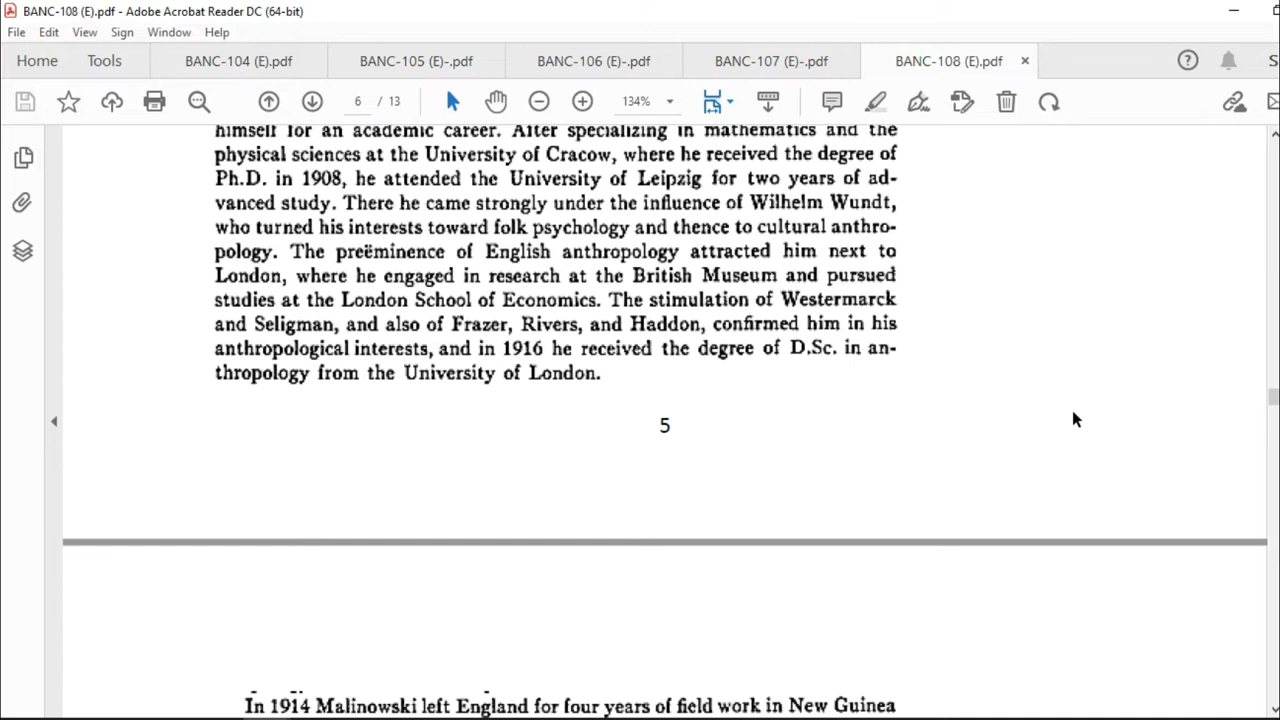 BANC-108 (E).pdf - Adobe Acrobat Reader DC (64-bit)
File Edit View Sign Window Help
Home Tools BANC-104 (E).pdf BANC-105 (E)-.pdf BANC-106 (E)-.pdf BANC-107 (E)-.pdf BANC-108 (E).pdf × ? S
6 / 13 134%
himself for an academic career. After specializing in mathematics and the
physical sciences at the University of Cracow, where he received the degree of
Ph.D. in 1908, he attended the University of Leipzig for two years of ad-
vanced study. There he came strongly under the influence of Wilhelm Wundt,
who turned his interests toward folk psychology and thence to cultural anthro-
pology. The preëminence of English anthropology attracted him next to
London, where he engaged in research at the British Museum and pursued
studies at the London School of Economics. The stimulation of Westermarck
and Seligman, and also of Frazer, Rivers, and Haddon, confirmed him in his
anthropological interests, and in 1916 he received the degree of D.Sc. in an-
thropology from the University of London.
5
In 1914 Malinowski left England for four years of field work in New Guinea